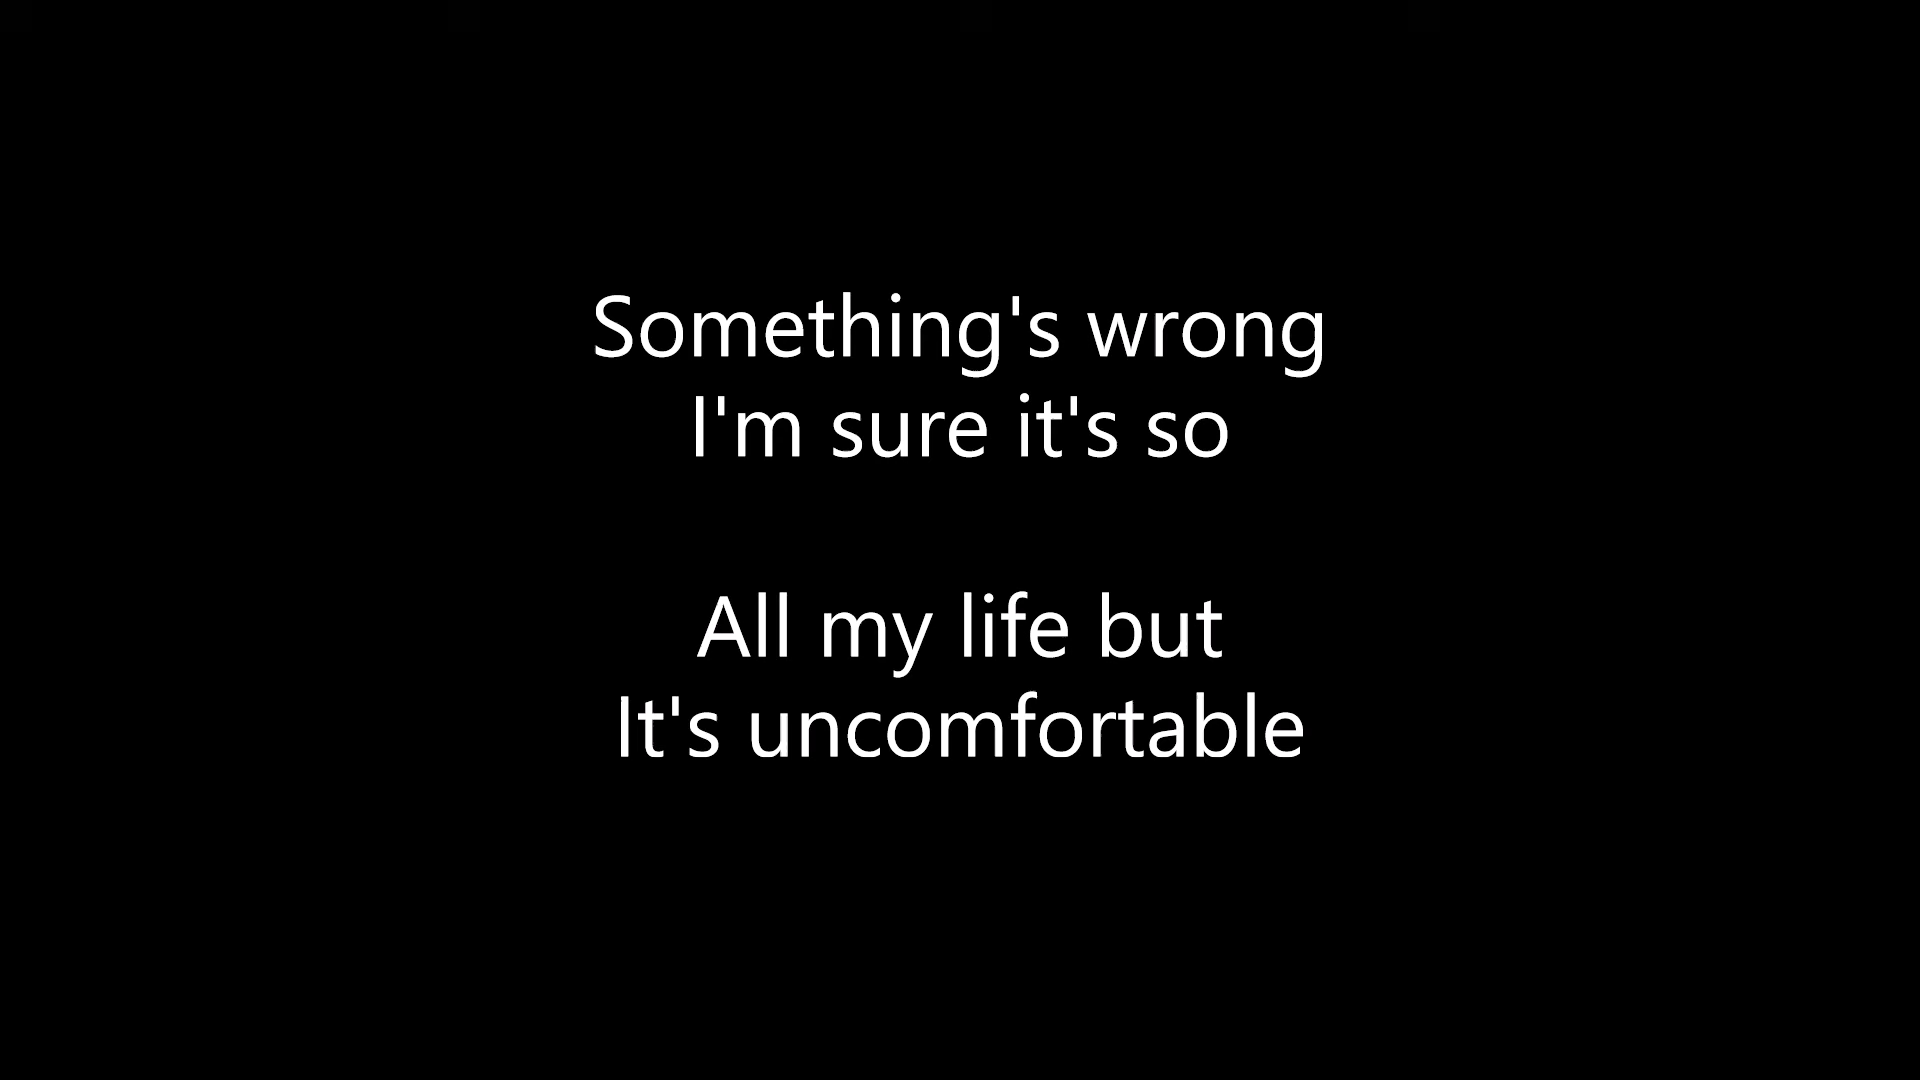 Something's wrong
I'm sure it's so
All my life but
It's uncomfortable